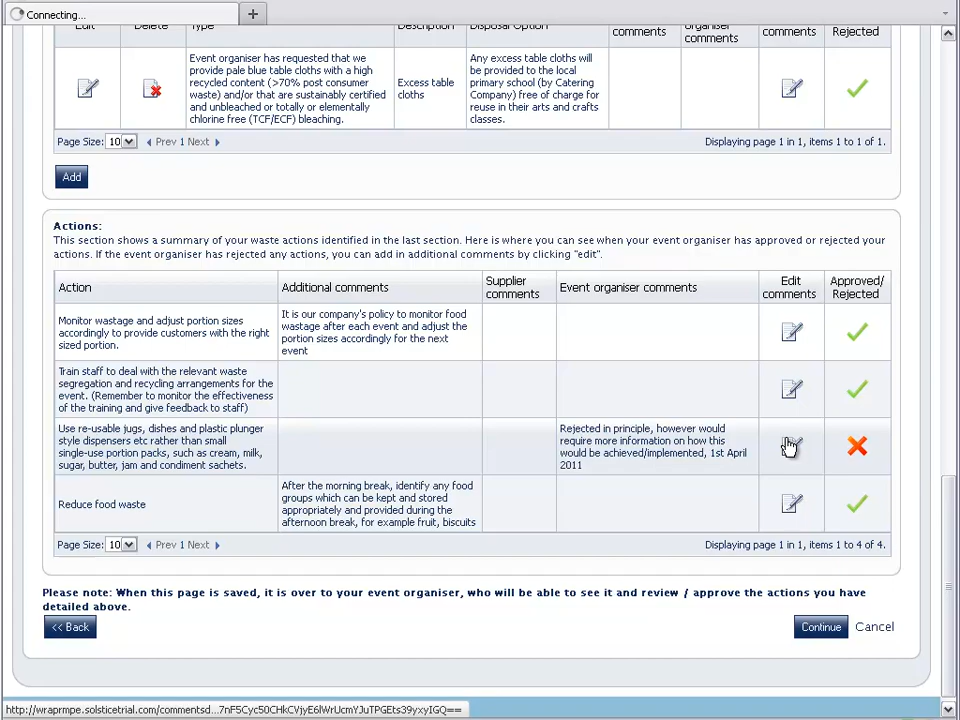 Connecting...
Edit
Delete
Type
Description
Disposal Option
comments
organiser
comments
comments
Rejected
Event organiser has requested that we
provide pale blue table cloths with a high
recycled content (>70% post consumer
waste) and/or that are sustainably certified
and unbleached or totally or elementally
chlorine free (TCF/ECF) bleaching.
Excess table
cloths
Any excess table cloths will
be provided to the local
primary school (by Catering
Company) free of charge for
reuse in their arts and crafts
classes.
Page Size: 10 Prev 1 Next
Displaying page 1 in 1, items 1 to 1 of 1.
Add
Actions:
This section shows a summary of your waste actions identified in the last section. Here is where you can see when your event organiser has approved or rejected your
actions. If the event organiser has rejected any actions, you can add in additional comments by clicking "edit".
Action
Additional comments
Supplier
comments
Event organiser comments
Edit
comments
Approved/
Rejected
Monitor wastage and adjust portion sizes
accordingly to provide customers with the right
sized portion.
It is our company's policy to monitor food
wastage after each event and adjust the
portion sizes accordingly for the next
event
Train staff to deal with the relevant waste
segregation and recycling arrangements for the
event. (Remember to monitor the effectiveness
of the training and give feedback to staff)
Use re-usable jugs, dishes and plastic plunger
style dispensers etc rather than small
single-use portion packs, such as cream, milk,
sugar, butter, jam and condiment sachets.
Rejected in principle, however would
require more information on how this
would be achieved/implemented, 1st April
2011
Reduce food waste
After the morning break, identify any food
groups which can be kept and stored
appropriately and provided during the
afternoon break, for example fruit, biscuits
Page Size: 10 Prev 1 Next
Displaying page 1 in 1, items 1 to 4 of 4.
Please note: When this page is saved, it is over to your event organiser, who will be able to see it and review / approve the actions you have
detailed above.
<< Back
Continue
Cancel
http://wraprmpe.solsticetrial.com/commentsd...7nF5Cyc50CHkCVjyE6lWrUcmYJuTPGEts39yxyIGQ==